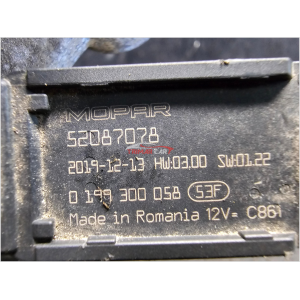 MOPAR
52087078
2019-12-13 HW:03.00 SW:01.22
0 199 300 058 53F
Made in Romania 12V= C861